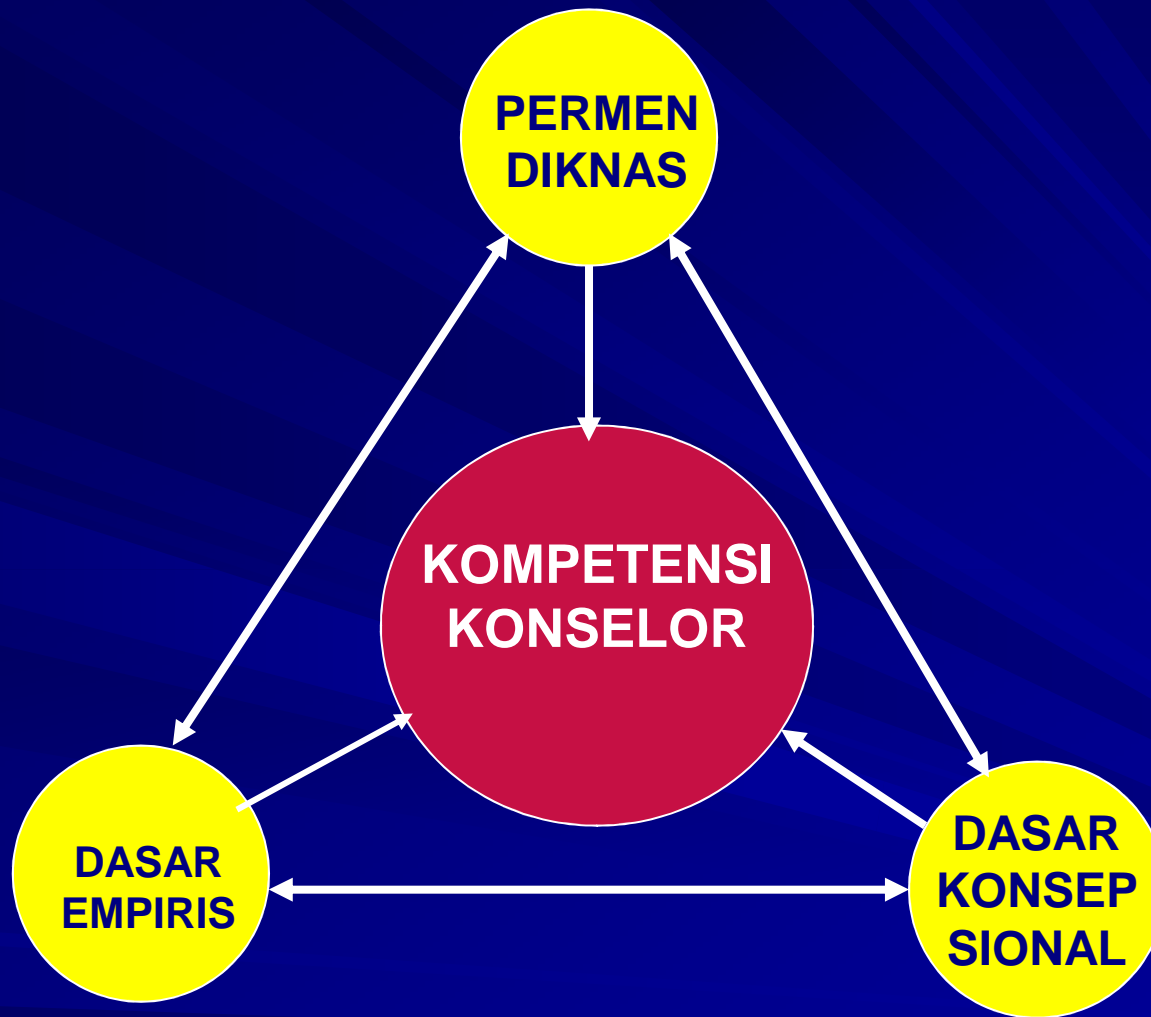 PERMEN
DIKNAS
KOMPETENSI
KONSELOR
DASAR
EMPIRIS
DASAR
KONSEP
SIONAL